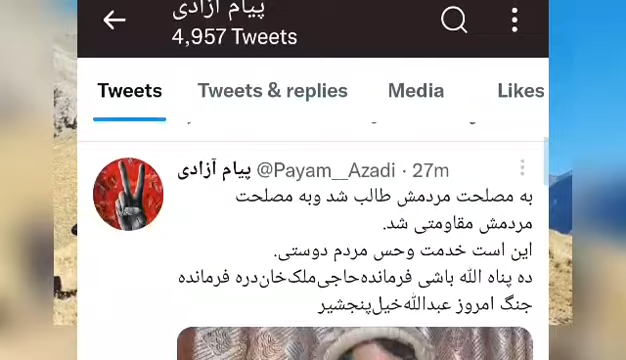 پیام آزادی
4,957 Tweets
Tweets Tweets & replies Media Likes
پیام آزادی @Payam__Azadi · 27m
به مصلحت مردمش طالب شد وبه مصلحت
مردمش مقاومتی شد.
این است خدمت وحس مردم دوستی.
ده پناه الله باشی فرمانده‌حاجی‌ملک‌خان‌دره فرمانده
جنگ امروز عبدالله‌خیل‌پنجشیر